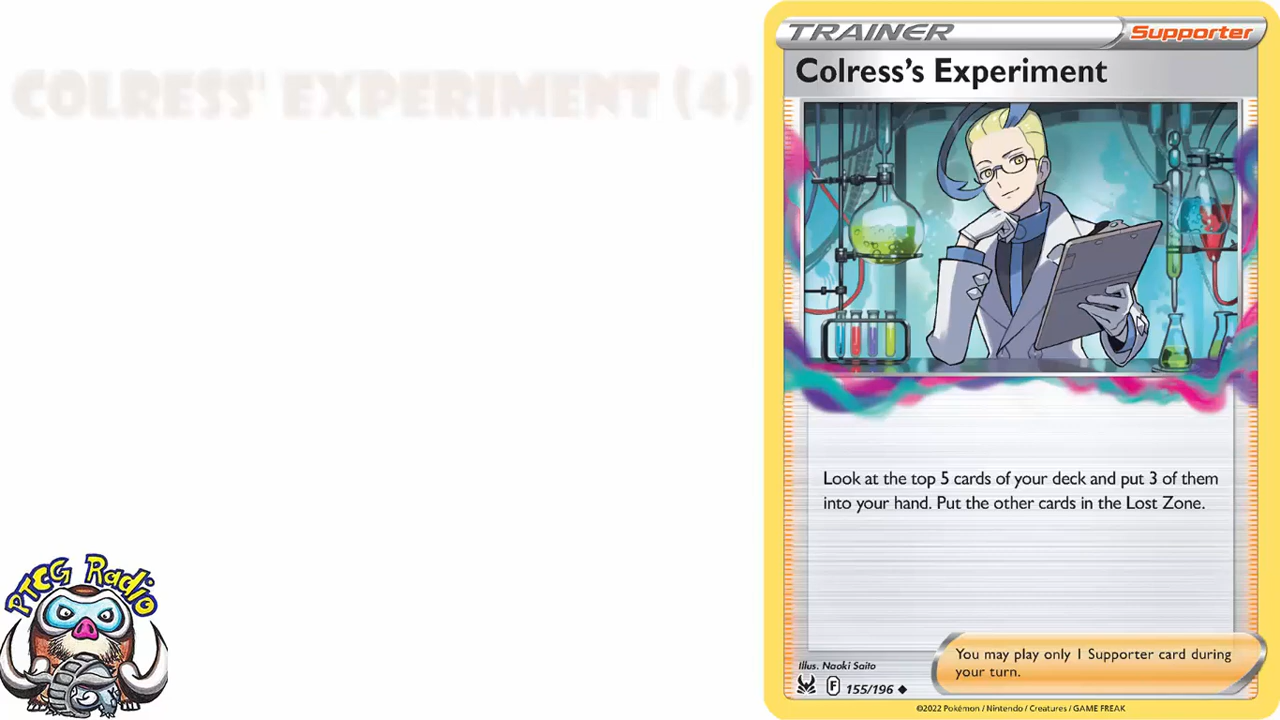 COLRESS' EXPERIMENT (4)
TRAINER
Supporter
Colress's Experiment
Look at the top 5 cards of your deck and put 3 of them
into your hand. Put the other cards in the Lost Zone.
You may play only 1 Supporter card during
your turn.
Illus. Naoki Saito
F 155/196
©2022 Pokémon / Nintendo / Creatures / GAME FREAK
PTCG Radio